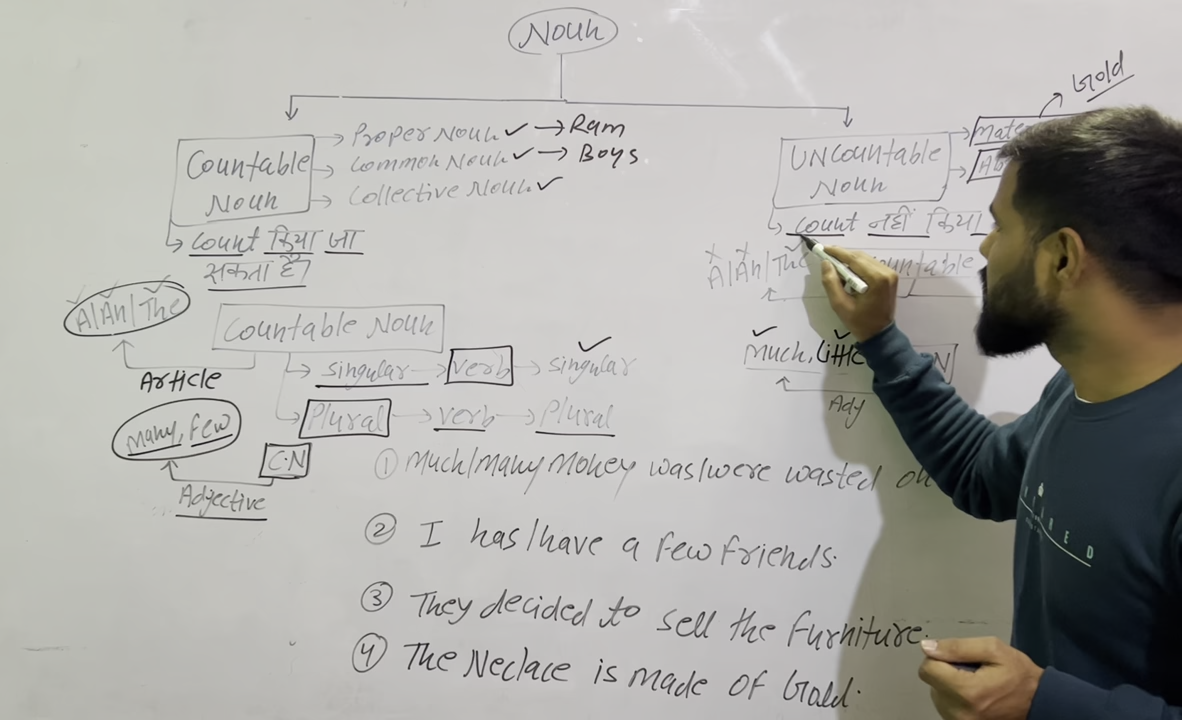 Noun
Gold
Countable Noun
→ Proper Noun ✓ → Ram
→ Common Noun ✓ → Boys
→ Collective Noun ✓
UNCountable Noun
count किया जा
सकता है।
count नहीं किया
A/An/The
Article
Countable Noun
singular → verb → singular
Plural → verb → Plural
Many, Few
C.N
Adjective
A/An/The
countable
Much, Little
N
Adj
① Much/many Money was/were wasted on
② I has/have a few friends.
③ They decided to sell the Furniture.
④ The Neclace is made of Gold.